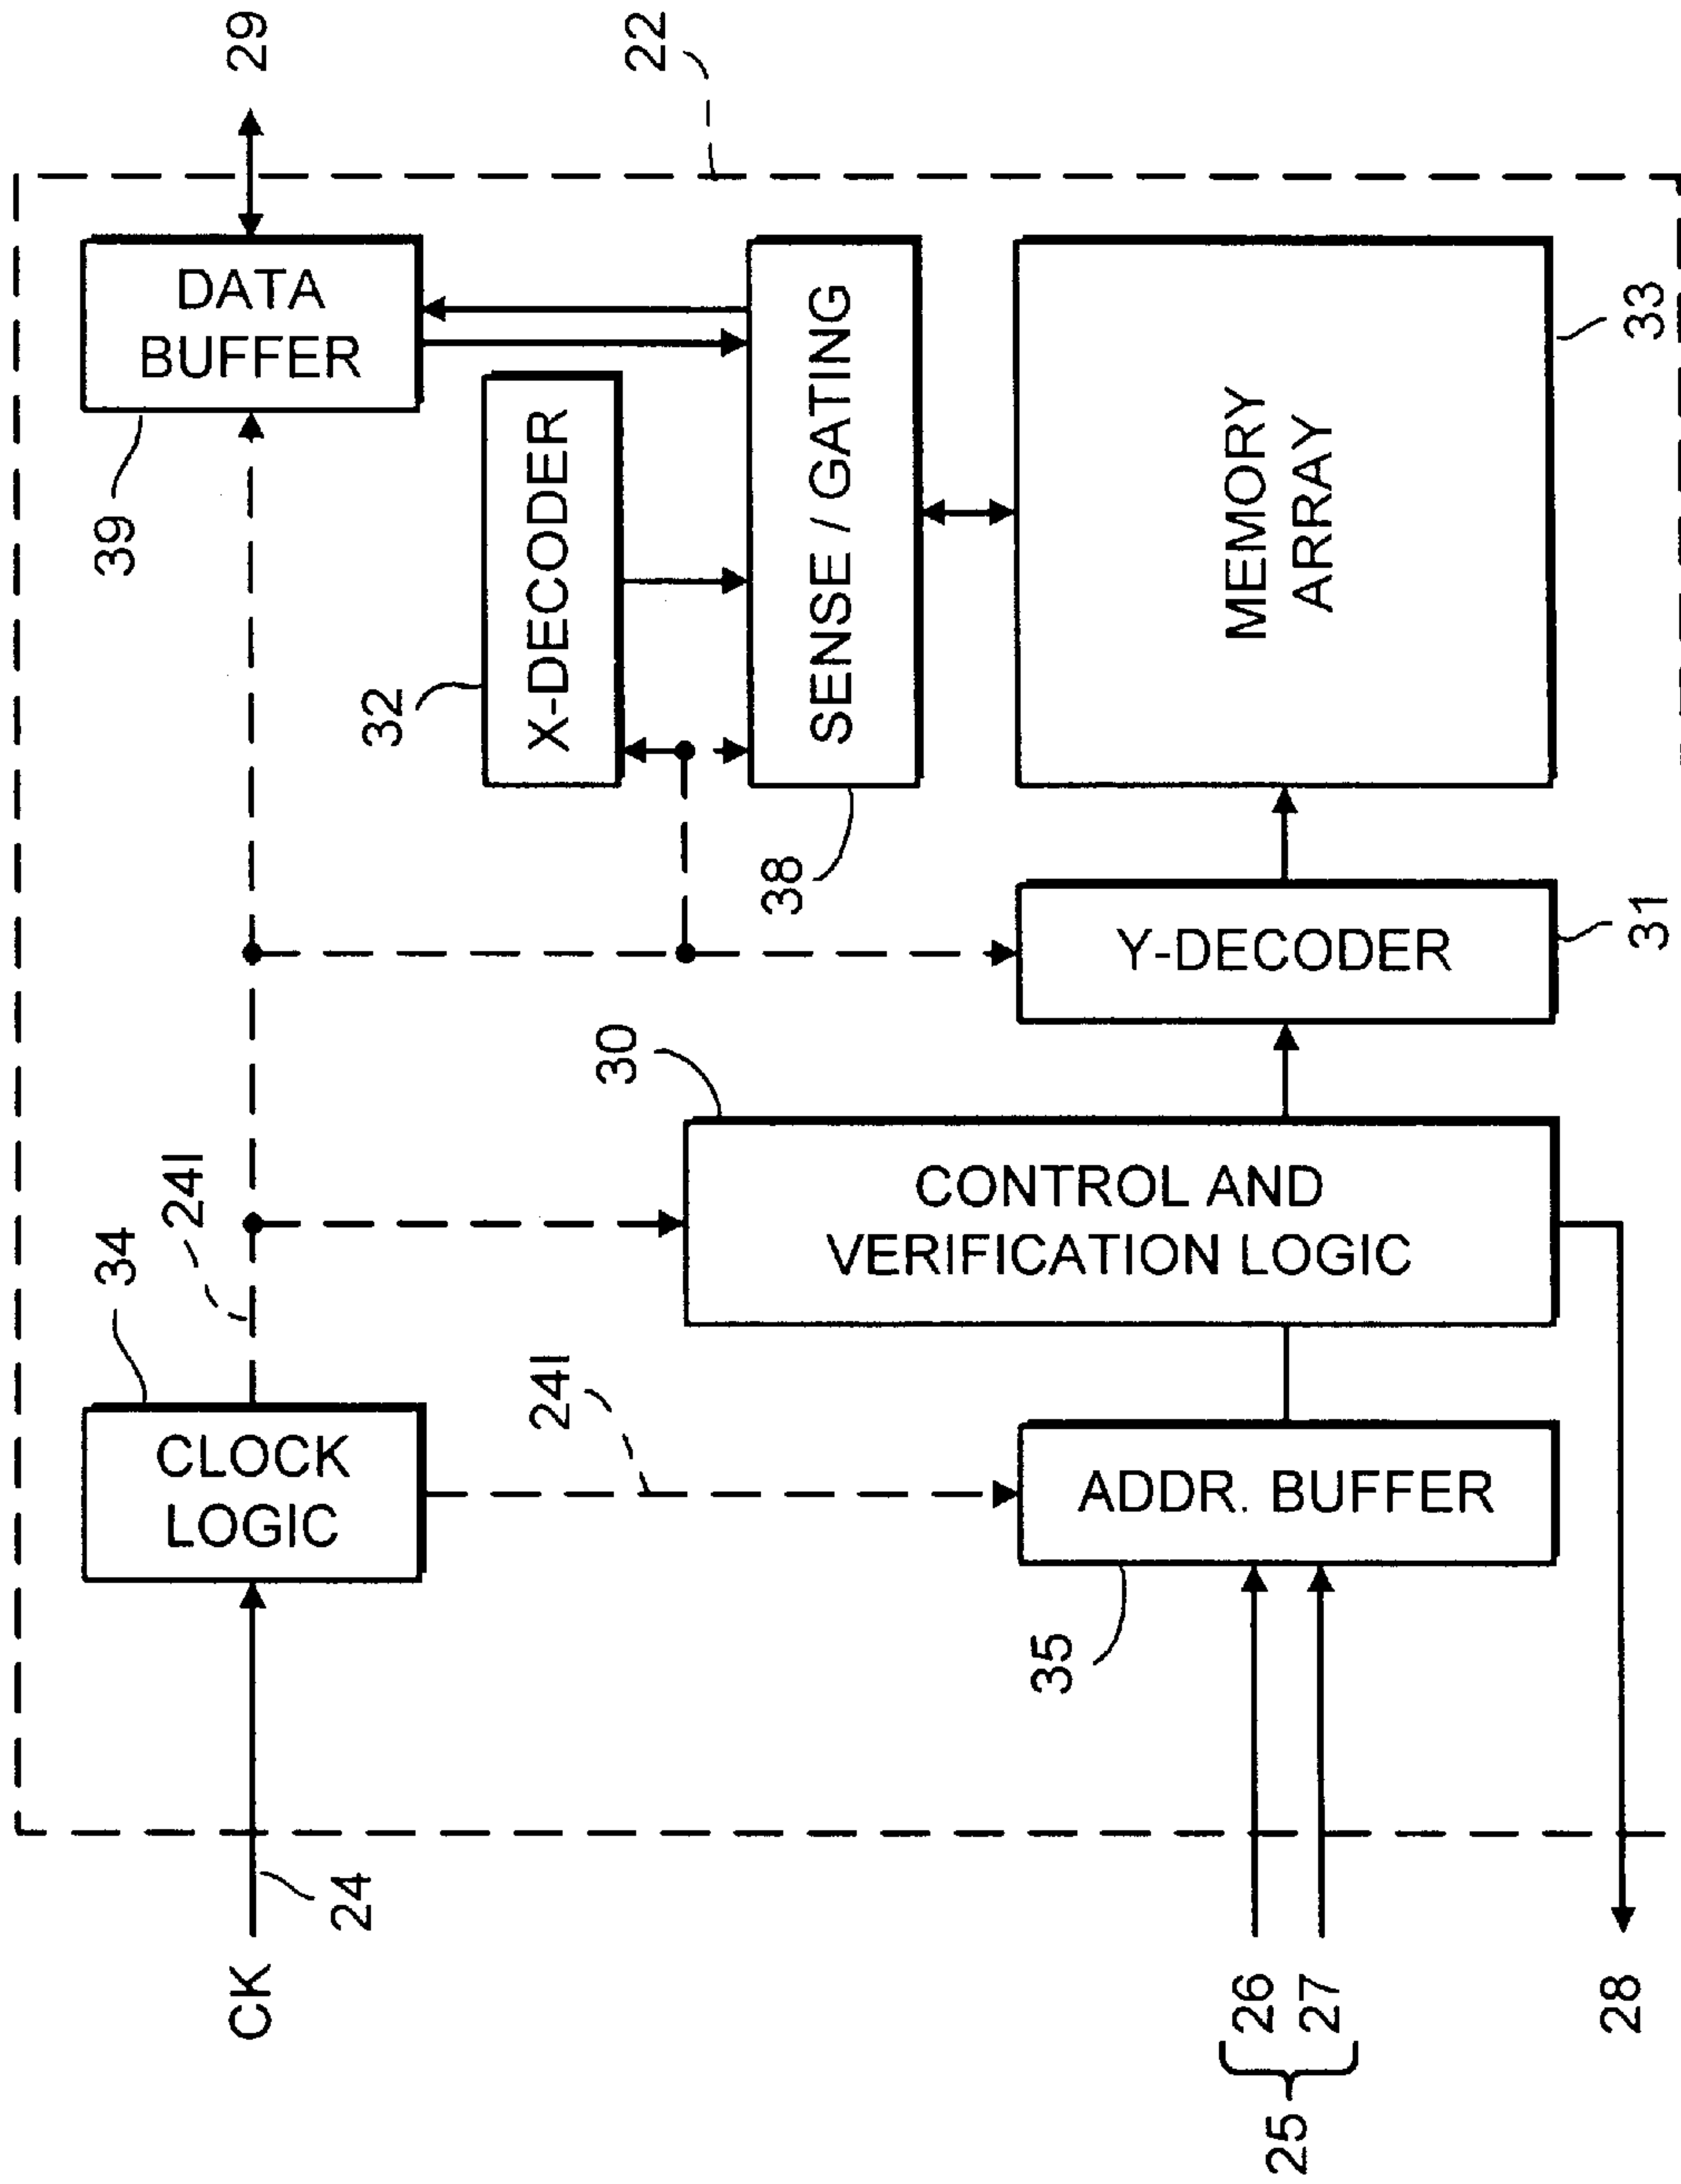 29
22
DATA
BUFFER
39
X-DECODER
32
SENSE / GATING
38
MEMORY
ARRAY
33
Y-DECODER
31
30
CONTROL AND
VERIFICATION LOGIC
24I
34
CLOCK
LOGIC
24I
ADDR. BUFFER
35
24
CK
26
27
25
28